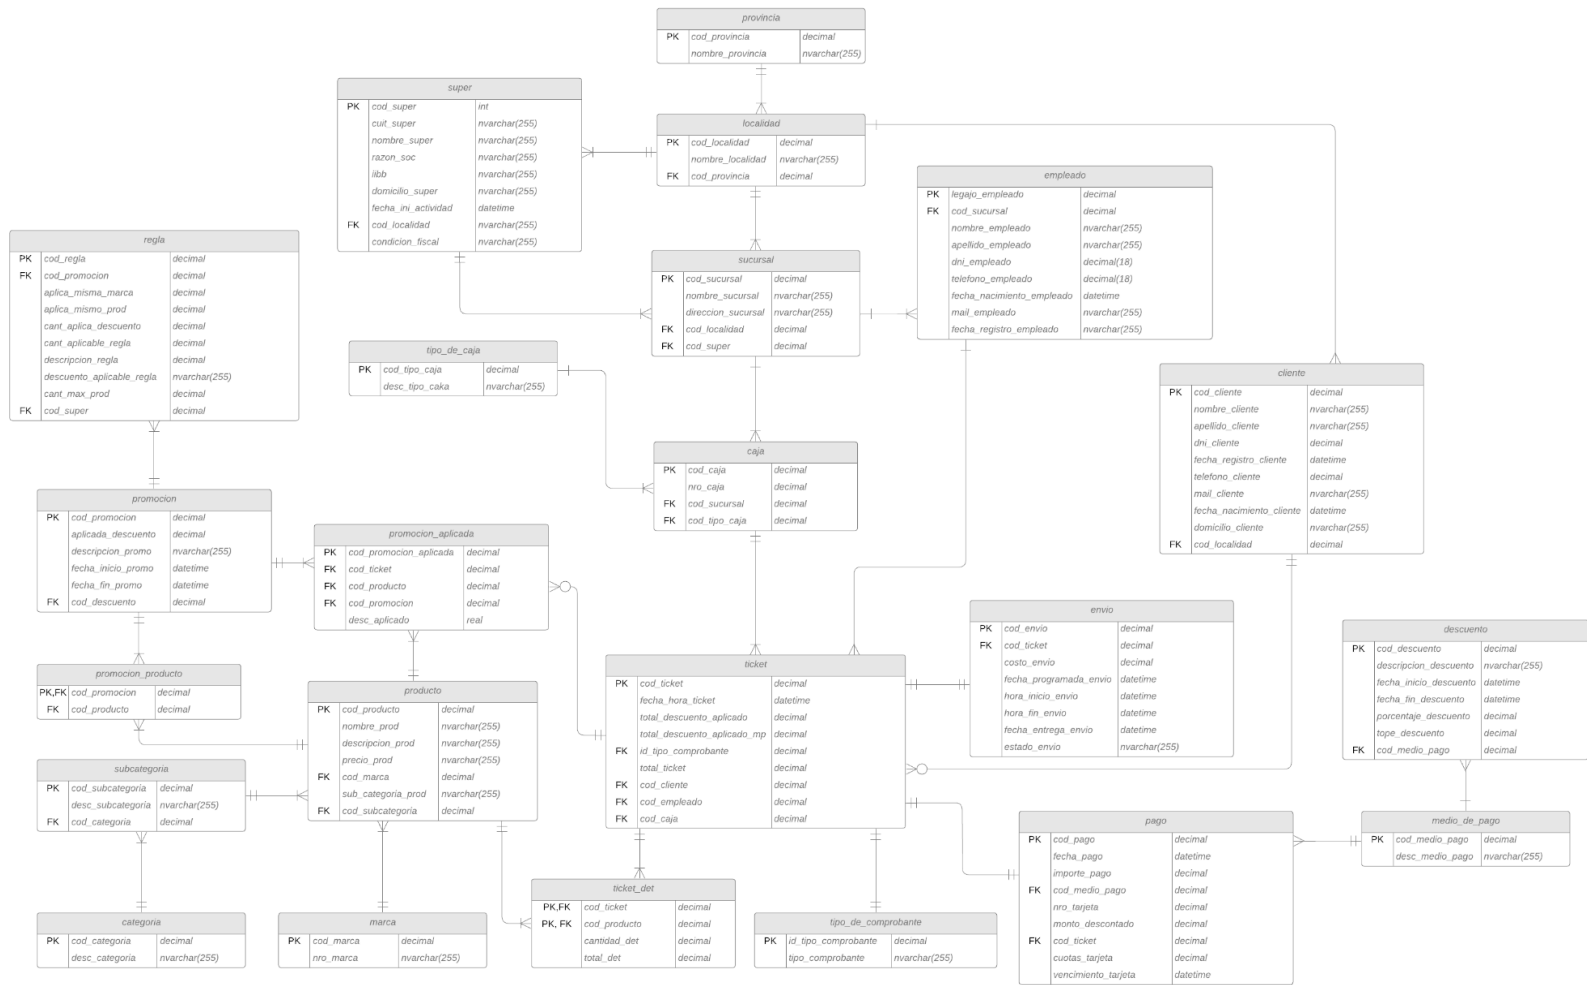 provincia
PK cod_provincia decimal
nombre_provincia nvarchar(255)
super
PK cod_super int
cuit_super nvarchar(255)
nombre_super nvarchar(255)
razon_soc nvarchar(255)
iibb nvarchar(255)
domicilio_super nvarchar(255)
fecha_ini_actividad datetime
FK cod_localidad nvarchar(255)
condicion_fiscal nvarchar(255)
localidad
PK cod_localidad decimal
nombre_localidad nvarchar(255)
FK cod_provincia decimal
empleado
PK legajo_empleado decimal
FK cod_sucursal decimal
nombre_empleado nvarchar(255)
apellido_empleado nvarchar(255)
dni_empleado decimal(18)
telefono_empleado decimal(18)
fecha_nacimiento_empleado datetime
mail_empleado nvarchar(255)
fecha_registro_empleado nvarchar(255)
regla
PK cod_regla decimal
FK cod_promocion decimal
aplica_misma_marca decimal
aplica_mismo_prod decimal
cant_aplica_descuento decimal
cant_aplicable_regla decimal
descripcion_regla decimal
descuento_aplicable_regla nvarchar(255)
cant_max_prod decimal
FK cod_super decimal
sucursal
PK cod_sucursal decimal
nombre_sucursal nvarchar(255)
direccion_sucursal nvarchar(255)
FK cod_localidad decimal
FK cod_super decimal
tipo_de_caja
PK cod_tipo_caja decimal
desc_tipo_caka nvarchar(255)
cliente
PK cod_cliente decimal
nombre_cliente nvarchar(255)
apellido_cliente nvarchar(255)
dni_cliente decimal
fecha_registro_cliente datetime
telefono_cliente decimal
mail_cliente nvarchar(255)
fecha_nacimiento_cliente datetime
domicilio_cliente nvarchar(255)
FK cod_localidad decimal
caja
PK cod_caja decimal
nro_caja decimal
FK cod_sucursal decimal
FK cod_tipo_caja decimal
promocion
PK cod_promocion decimal
aplicada_descuento decimal
descripcion_promo nvarchar(255)
fecha_inicio_promo datetime
fecha_fin_promo datetime
FK cod_descuento decimal
promocion_aplicada
PK cod_promocion_aplicada decimal
FK cod_ticket decimal
FK cod_producto decimal
FK cod_promocion decimal
desc_aplicado real
envio
PK cod_envio decimal
FK cod_ticket decimal
costo_envio decimal
fecha_programada_envio datetime
hora_inicio_envio datetime
hora_fin_envio datetime
fecha_entrega_envio datetime
estado_envio nvarchar(255)
descuento
PK cod_descuento decimal
descripcion_descuento nvarchar(255)
fecha_inicio_descuento datetime
fecha_fin_descuento datetime
porcentaje_descuento decimal
tope_descuento decimal
FK cod_medio_pago decimal
promocion_producto
PK,FK cod_promocion decimal
FK cod_producto decimal
producto
PK cod_producto decimal
nombre_prod nvarchar(255)
descripcion_prod nvarchar(255)
precio_prod nvarchar(255)
FK cod_marca decimal
sub_categoria_prod nvarchar(255)
FK cod_subcategoria decimal
ticket
PK cod_ticket decimal
fecha_hora_ticket datetime
total_descuento_aplicado decimal
total_descuento_aplicado_mp decimal
FK id_tipo_comprobante decimal
total_ticket decimal
FK cod_cliente decimal
FK cod_empleado decimal
FK cod_caja decimal
subcategoria
PK cod_subcategoria decimal
desc_subcategoria nvarchar(255)
FK cod_categoria decimal
pago
PK cod_pago decimal
fecha_pago datetime
importe_pago decimal
FK cod_medio_pago decimal
nro_tarjeta decimal
monto_descontado decimal
FK cod_ticket decimal
cuotas_tarjeta decimal
vencimiento_tarjeta datetime
medio_de_pago
PK cod_medio_pago decimal
desc_medio_pago nvarchar(255)
categoria
PK cod_categoria decimal
desc_categoria nvarchar(255)
marca
PK cod_marca decimal
nro_marca nvarchar(255)
ticket_det
PK,FK cod_ticket decimal
PK, FK cod_producto decimal
cantidad_det decimal
total_det decimal
tipo_de_comprobante
PK id_tipo_comprobante decimal
tipo_comprobante nvarchar(255)